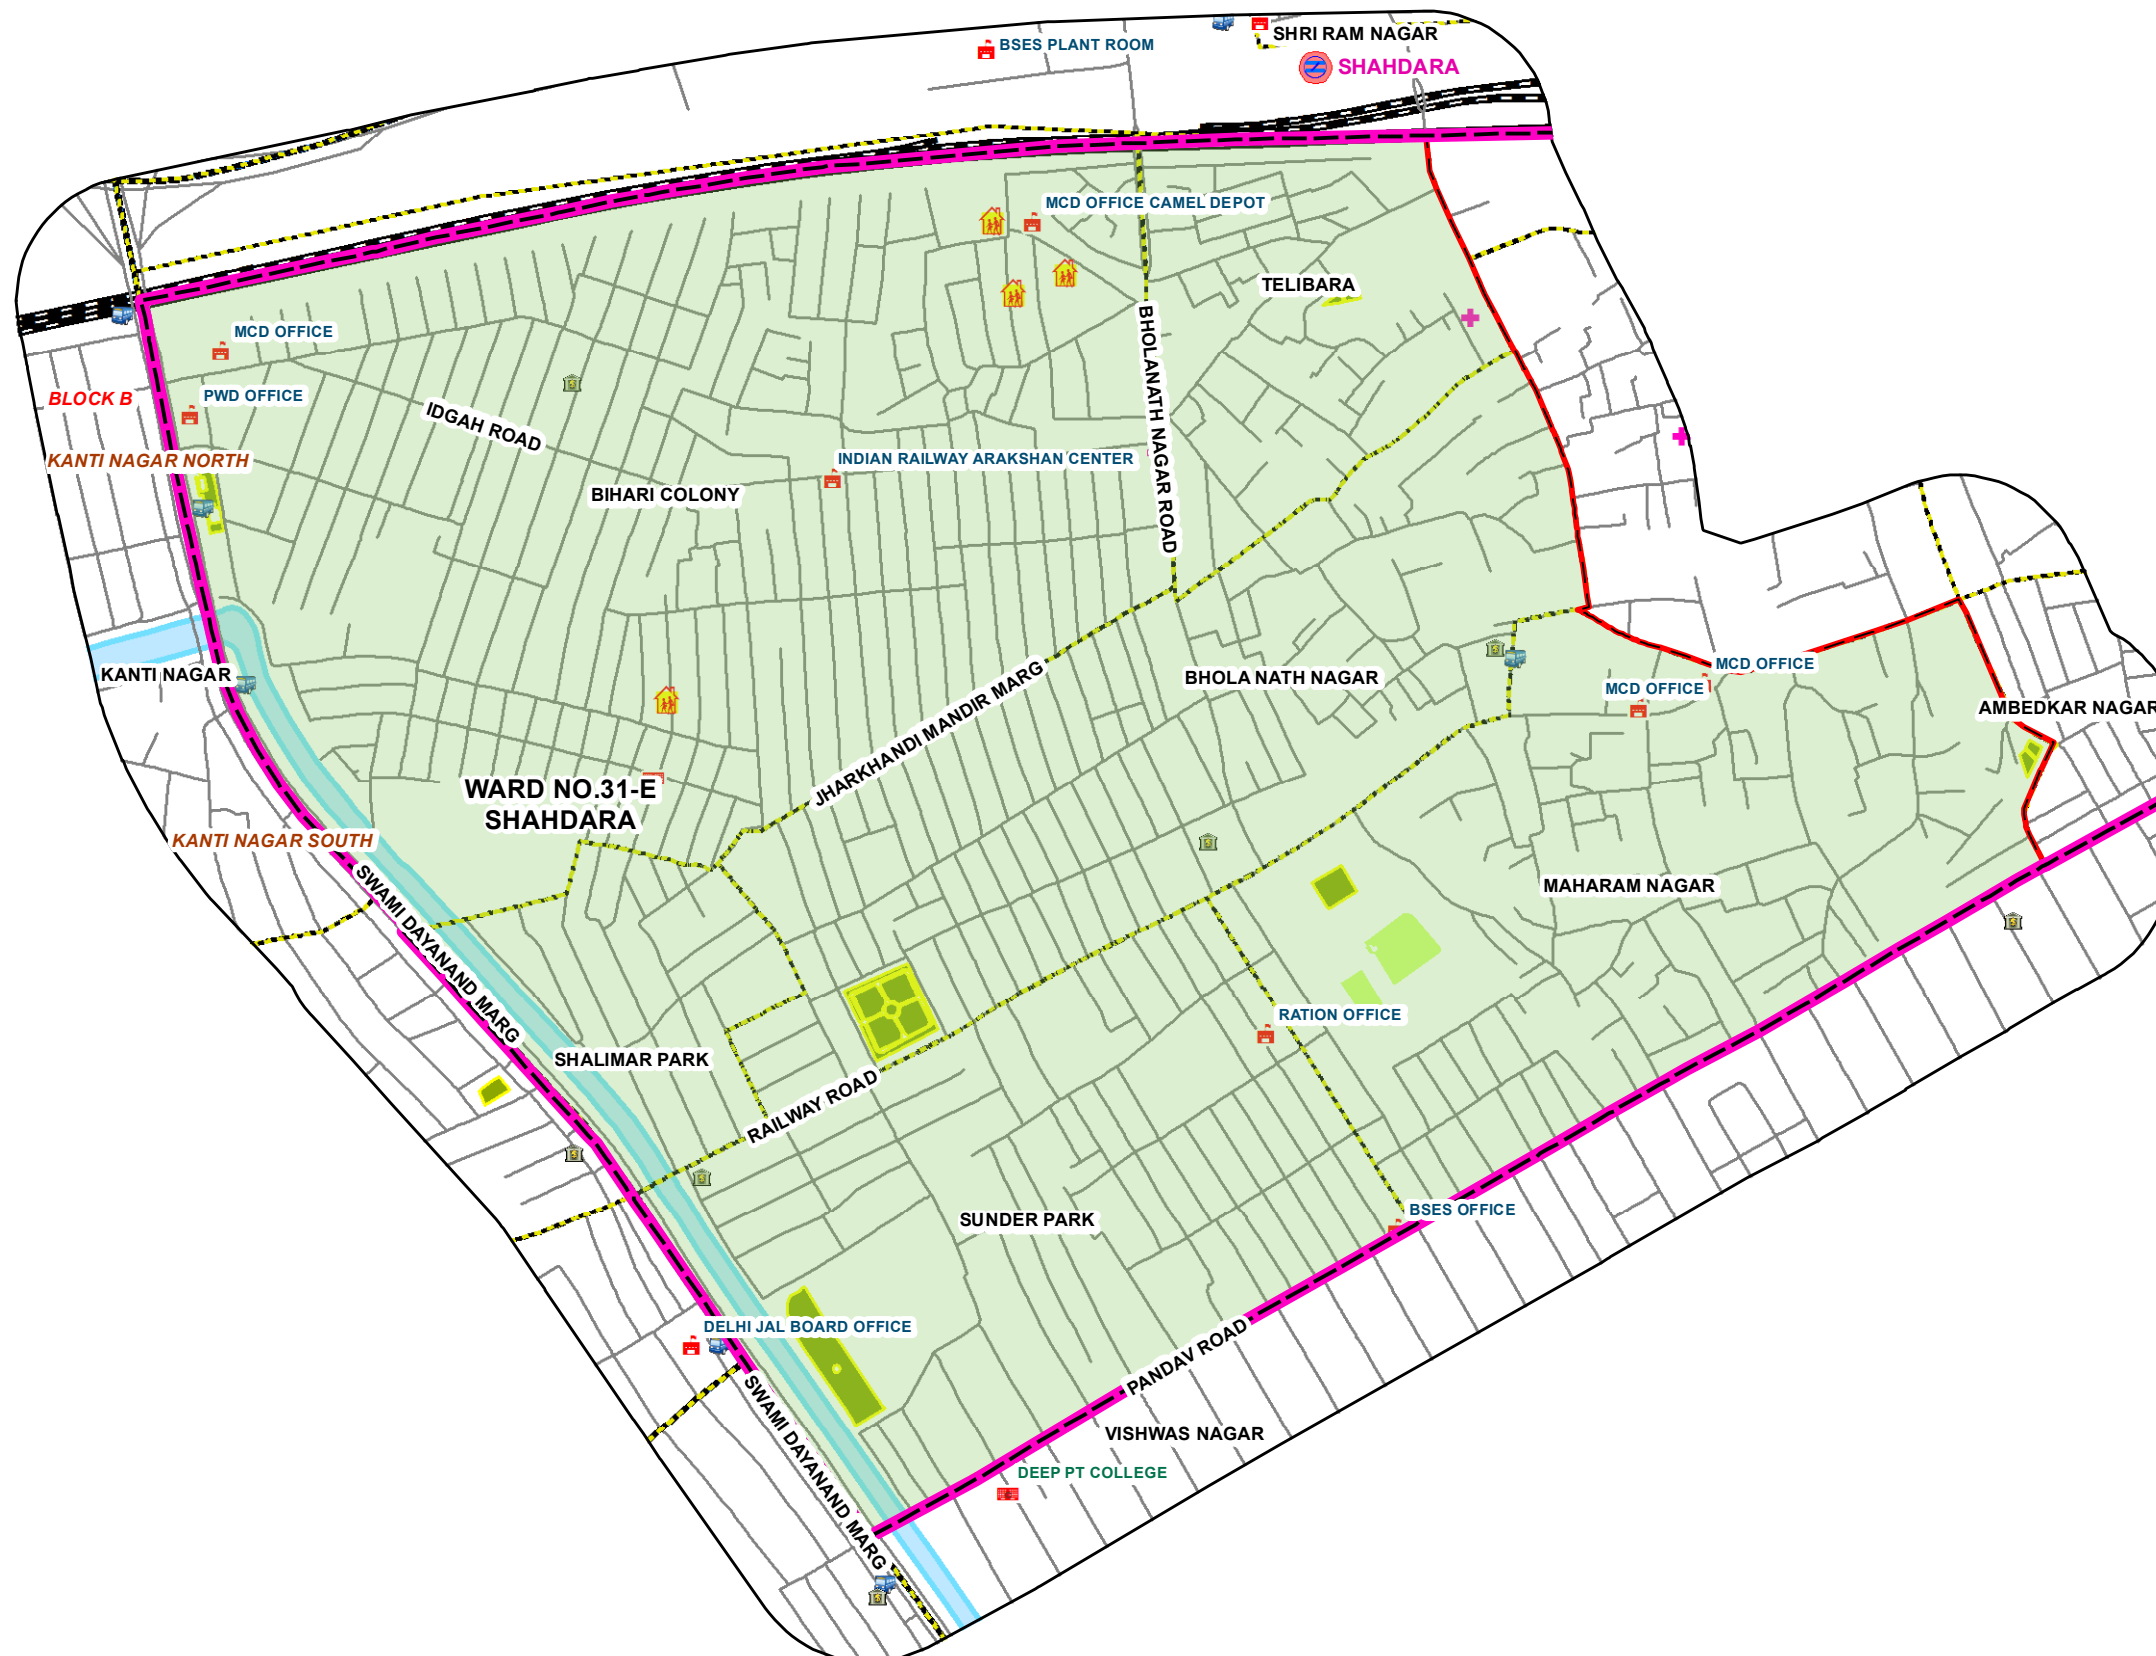 SHRI RAM NAGAR
BSES PLANT ROOM
SHAHDARA
MCD OFFICE CAMEL DEPOT
TELIBARA
MCD OFFICE
BLOCK B
PWD OFFICE
IDGAH ROAD
BHOLANATH NAGAR ROAD
KANTI NAGAR NORTH
INDIAN RAILWAY ARAKSHAN CENTER
BIHARI COLONY
KANTI NAGAR
BHOLA NATH NAGAR
MCD OFFICE
MCD OFFICE
AMBEDKAR NAGAR
JHARKHANDI MANDIR MARG
WARD NO.31-E
SHAHDARA
KANTI NAGAR SOUTH
MAHARAM NAGAR
SWAMI DAYANAND MARG
RATION OFFICE
SHALIMAR PARK
RAILWAY ROAD
BSES OFFICE
SUNDER PARK
DELHI JAL BOARD OFFICE
PANDAV ROAD
SWAMI DAYANAND MARG
VISHWAS NAGAR
DEEP PT COLLEGE